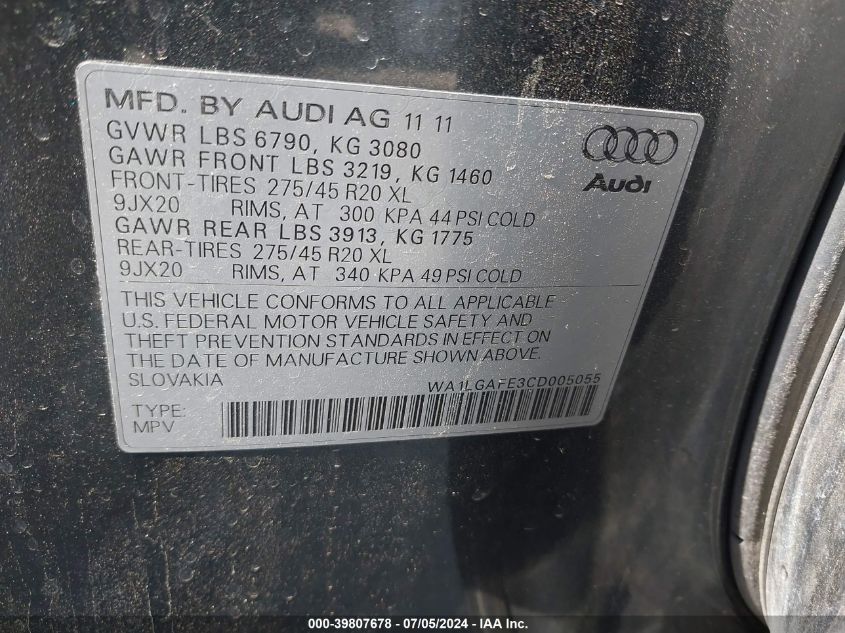 MFD. BY AUDI AG 11 11
GVWR LBS 6790, KG 3080
GAWR FRONT LBS 3219, KG 1460
FRONT-TIRES 275/45 R20 XL
9JX20 RIMS, AT 300 KPA 44 PSI COLD
GAWR REAR LBS 3913, KG 1775
REAR-TIRES 275/45 R20 XL
9JX20 RIMS, AT 340 KPA 49 PSI COLD
Audi
THIS VEHICLE CONFORMS TO ALL APPLICABLE
U.S. FEDERAL MOTOR VEHICLE SAFETY AND
THEFT PREVENTION STANDARDS IN EFFECT ON
THE DATE OF MANUFACTURE SHOWN ABOVE.
SLOVAKIA WA1LGAFE3CD005055
TYPE:
MPV
000-39807678 - 07/05/2024 - IAA Inc.